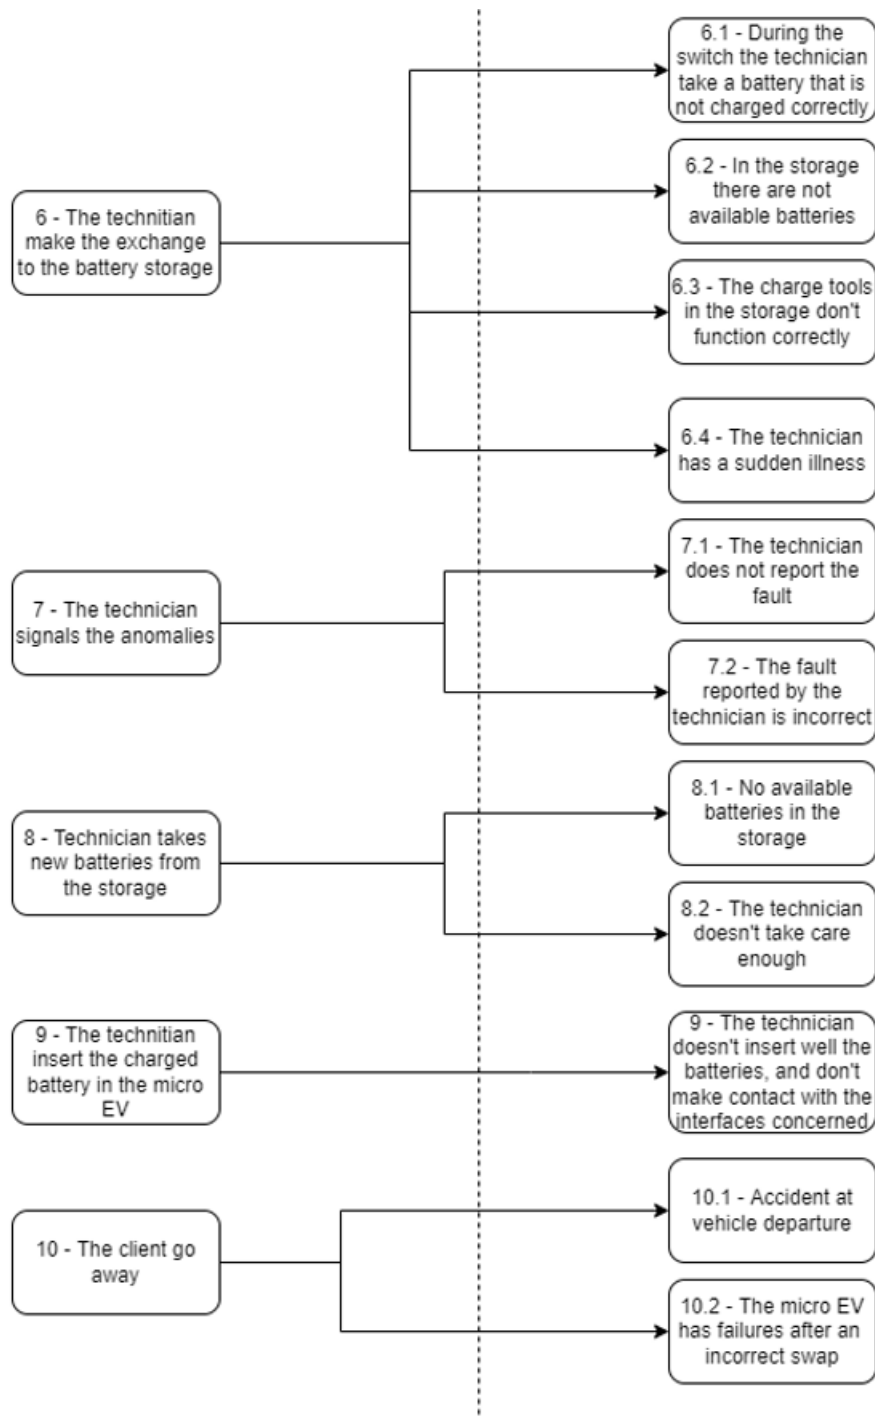 6.1 - During the
switch the technician
take a battery that is
not charged correctly
6.2 - In the storage
there are not
available batteries
6 - The technitian
make the exchange
to the battery storage
6.3 - The charge tools
in the storage don't
function correctly
6.4 - The technician
has a sudden illness
7.1 - The technician
does not report the
fault
7 - The technician
signals the anomalies
7.2 - The fault
reported by the
technician is incorrect
8.1 - No available
batteries in the
storage
8 - Technician takes
new batteries from
the storage
8.2 - The technician
doesn't take care
enough
9 - The technitian
insert the charged
battery in the micro
EV
9 - The technician
doesn't insert well the
batteries, and don't
make contact with the
interfaces concerned
10.1 - Accident at
vehicle departure
10 - The client go
away
10.2 - The micro EV
has failures after an
incorrect swap